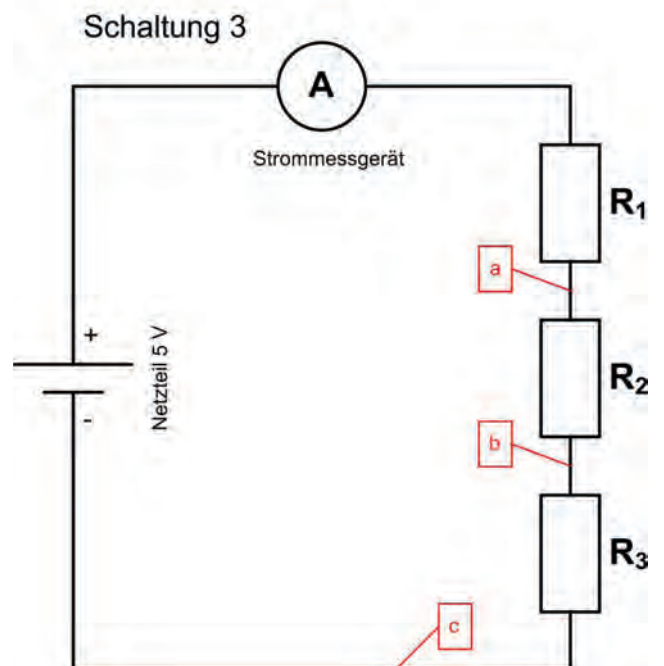 Schaltung 3
A
Strommessgerät
R₁
a
+
Netzteil 5 V
-
R₂
b
R₃
c